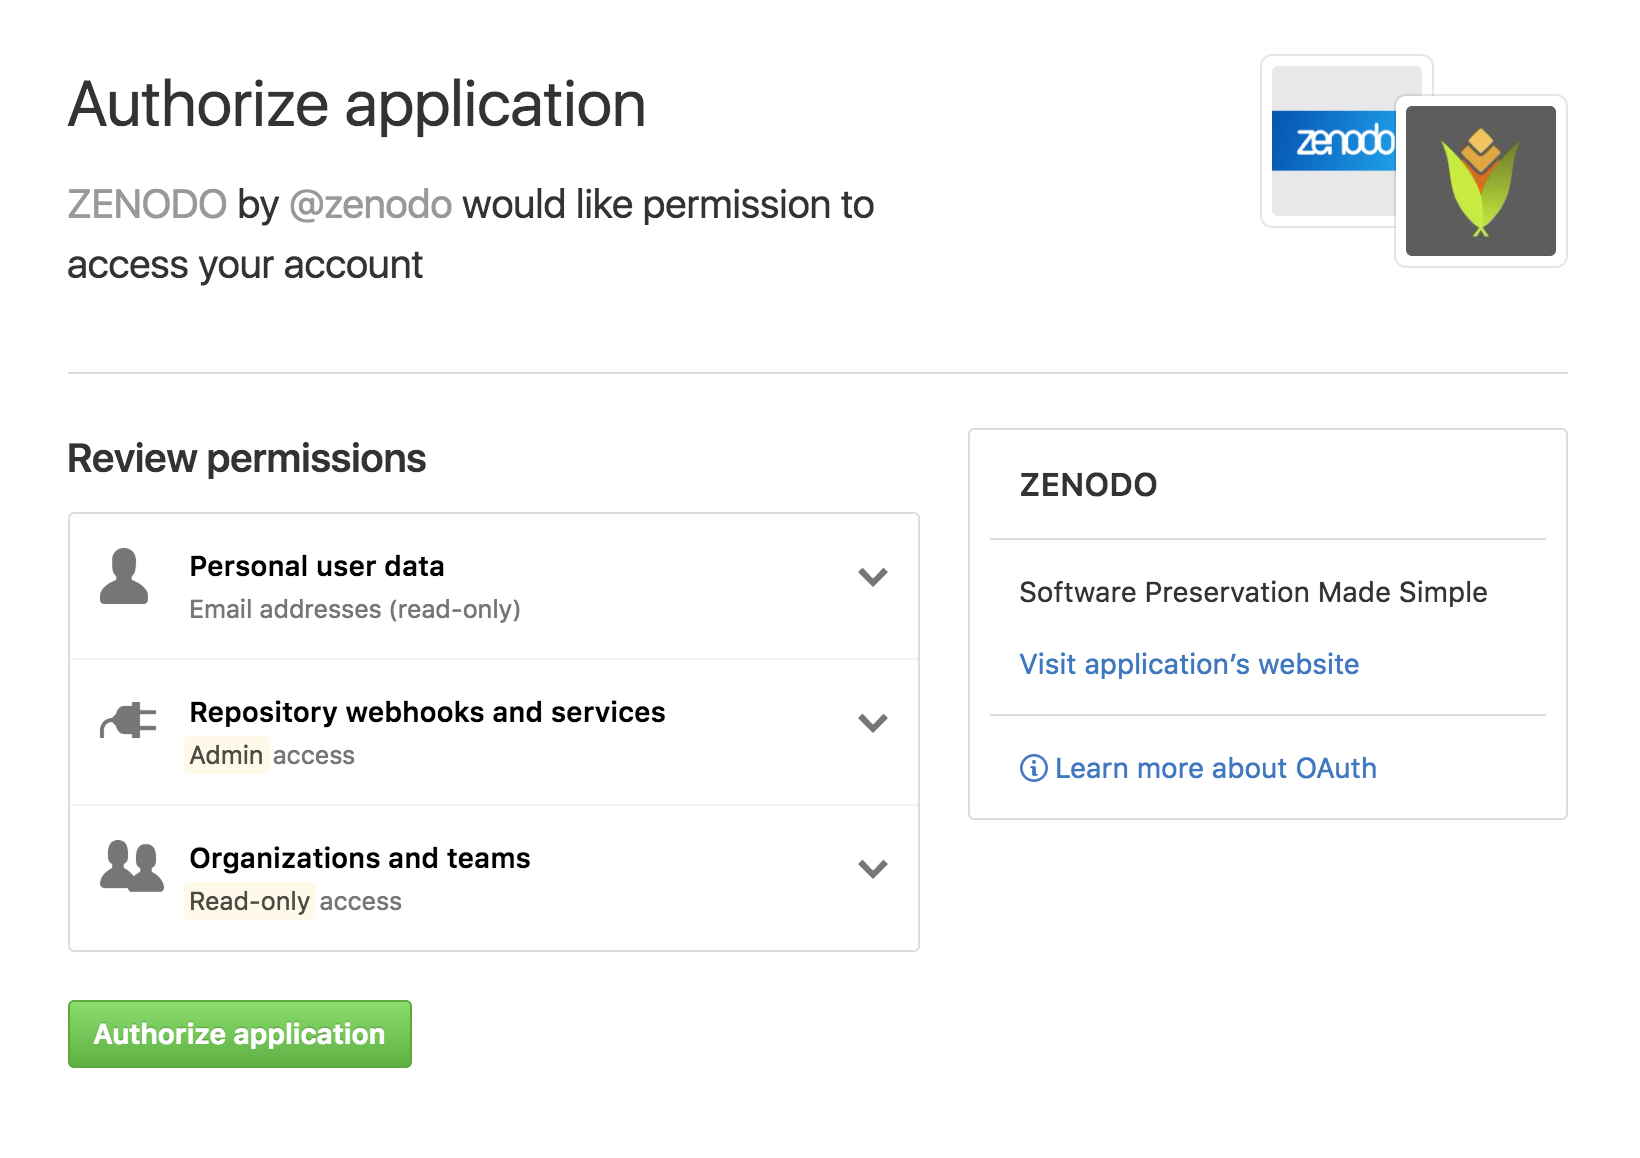 Authorize application
zenodo
ZENODO by @zenodo would like permission to
access your account
Review permissions
Personal user data
Email addresses (read-only)
Repository webhooks and services
Admin access
Organizations and teams
Read-only access
Authorize application
ZENODO
Software Preservation Made Simple
Visit application’s website
Learn more about OAuth